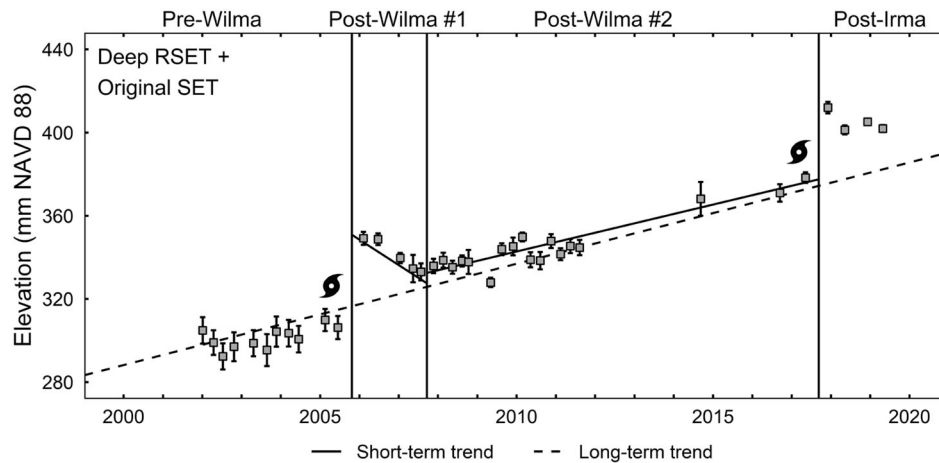 Pre-Wilma Post-Wilma #1 Post-Wilma #2 Post-Irma
Deep RSET +
Original SET
Elevation (mm NAVD 88)
440
400
360
320
280
2000 2005 2010 2015 2020
Short-term trend Long-term trend